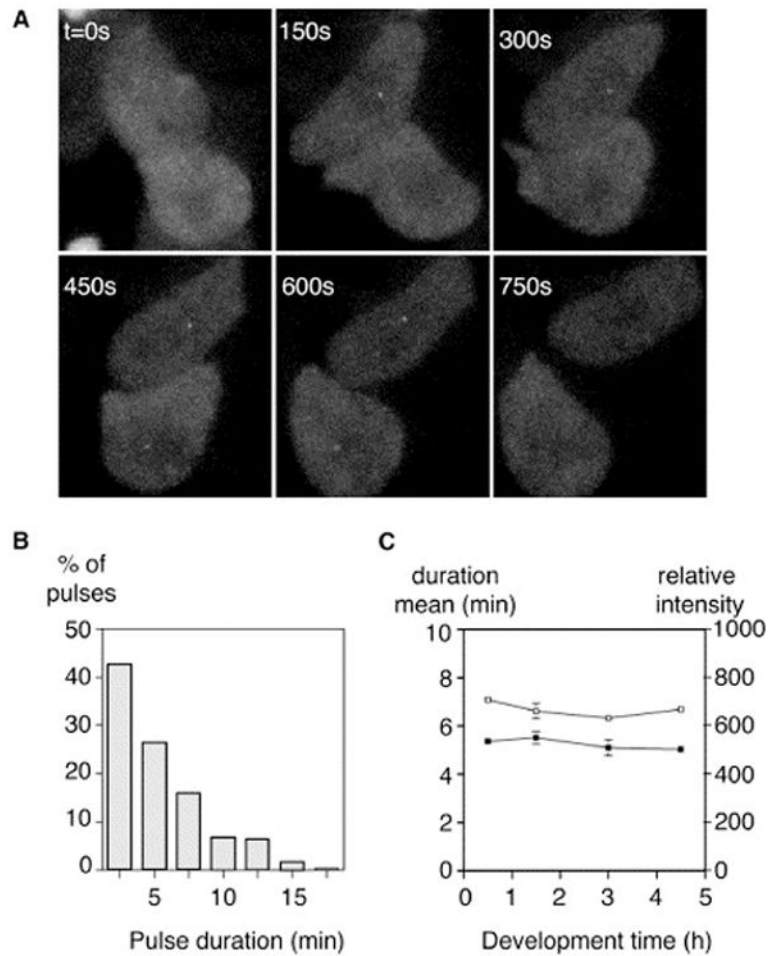 A
t=0s
150s
300s
450s
600s
750s
B
% of
pulses
50
40
30
20
10
0
5 10 15
Pulse duration (min)
C
duration
mean (min)
relative
intensity
10
8
6
4
2
0
1000
800
600
400
200
0
0 1 2 3 4 5
Development time (h)